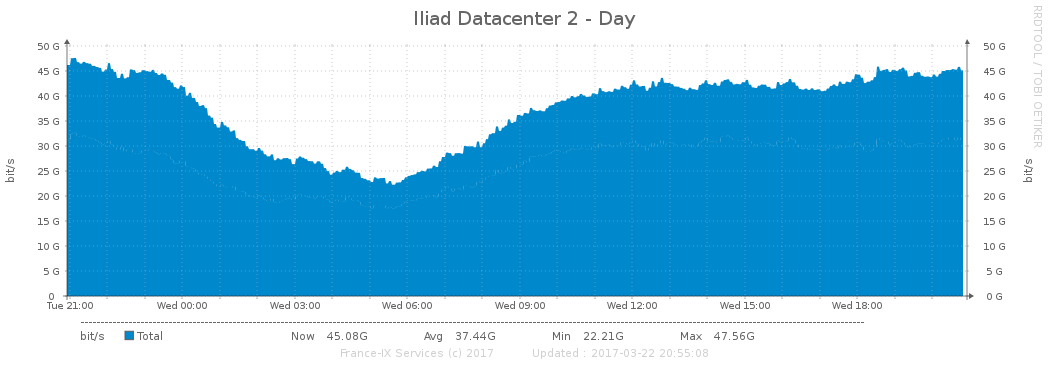 Iliad Datacenter 2 - Day
RRDTOOL / TOBI OETIKER
bit/s
50 G 50 G
45 G 45 G
40 G 40 G
35 G 35 G
30 G 30 G
25 G 25 G
20 G 20 G
15 G 15 G
10 G 10 G
5 G 5 G
0 0 G
bit/s
Tue 21:00 Wed 00:00 Wed 03:00 Wed 06:00 Wed 09:00 Wed 12:00 Wed 15:00 Wed 18:00
bit/s Total Now 45.08G Avg 37.44G Min 22.21G Max 47.56G
France-IX Services (c) 2017 Updated : 2017-03-22 20:55:08